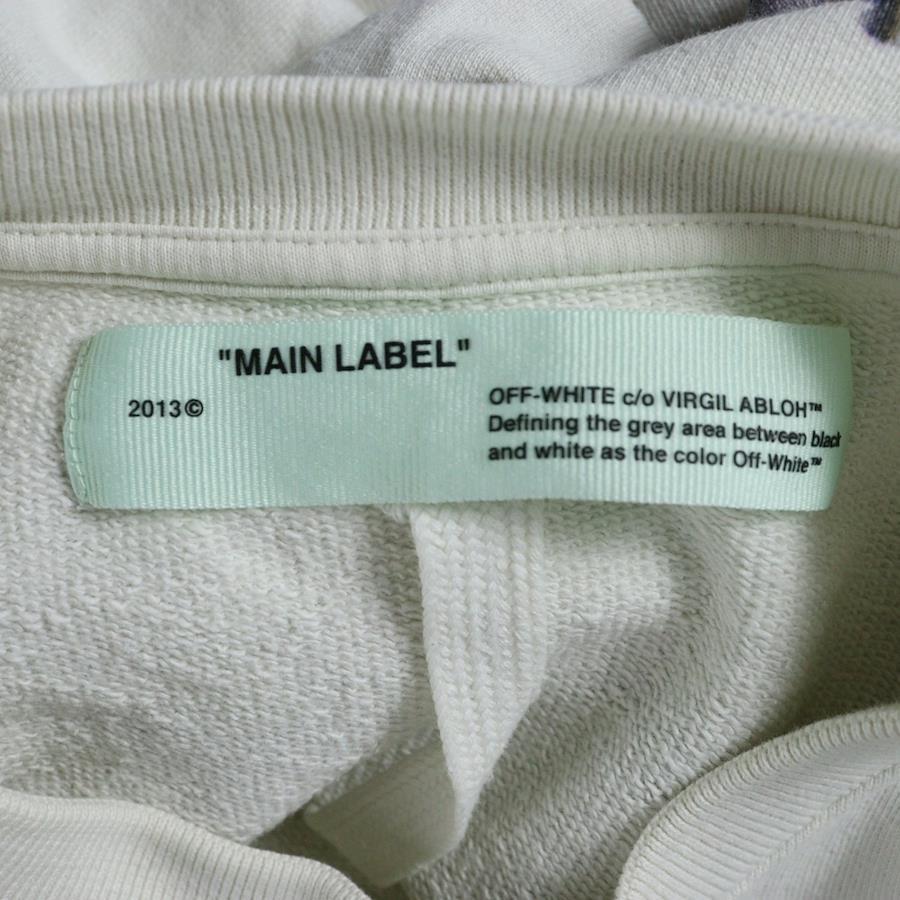 "MAIN LABEL"
2013©
OFF-WHITE c/o VIRGIL ABLOH™
Defining the grey area between black
and white as the color Off-White™